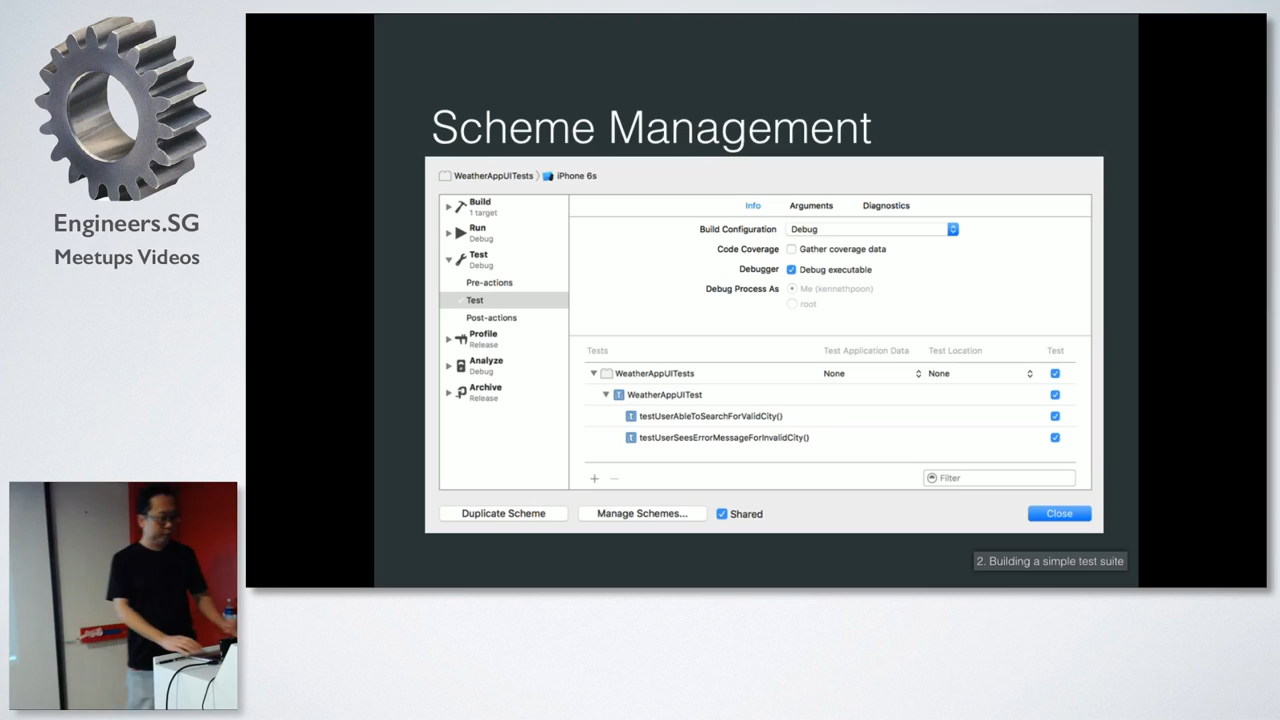 Engineers.SG
Meetups Videos
Scheme Management
WeatherAppUITests
iPhone 6s
Build
1 target
Run
Debug
Test
Debug
Pre-actions
Test
Post-actions
Profile
Release
Analyze
Debug
Archive
Release
Info Arguments Diagnostics
Build Configuration Debug
Code Coverage Gather coverage data
Debugger Debug executable
Debug Process As Me (kennethpoon)
root
Tests Test Application Data Test Location Test
WeatherAppUITests None None
WeatherAppUITest
testUserAbleToSearchForValidCity()
testUserSeesErrorMessageForInvalidCity()
+ −
Filter
Duplicate Scheme Manage Schemes... Shared Close
2. Building a simple test suite